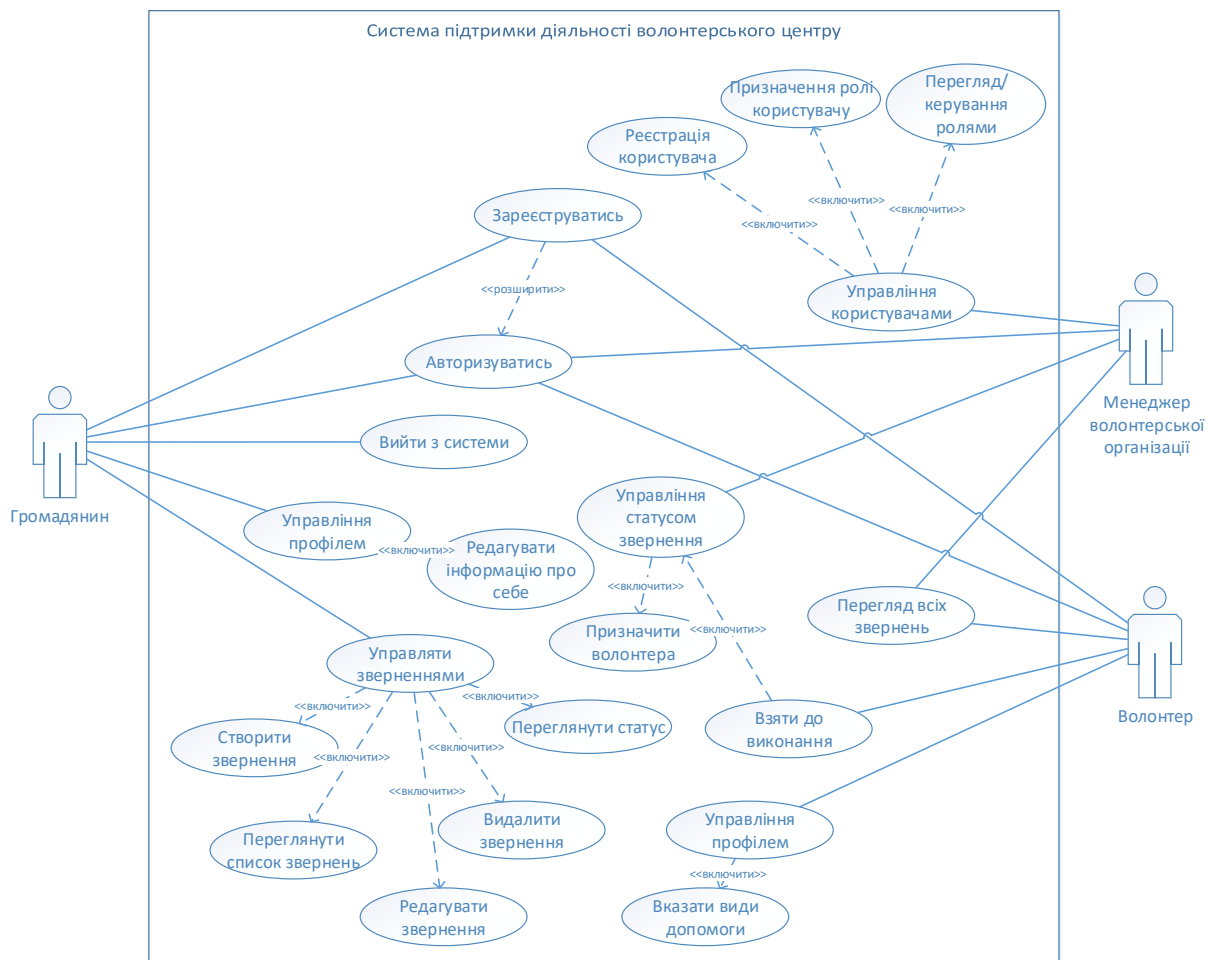 Система підтримки діяльності волонтерського центру
Призначення ролі
користувачу
Перегляд/
керування
ролями
Реєстрація
користувача
<<включити>>
<<включити>>
<<включити>>
Зареєструватись
<<розширити>>
Управління
користувачами
Авторизуватись
Менеджер
волонтерської
організації
Вийти з системи
Громадянин
Управління
профілем
<<включити>>
Редагувати
інформацію про
себе
Управління
статусом
звернення
<<включити>>
<<включити>>
Призначити
волонтера
Перегляд всіх
звернень
Волонтер
Управляти
зверненнями
<<включити>>
<<включити>>
<<включити>>
<<включити>>
<<включити>>
Створити
звернення
Переглянути статус
Взяти до
виконання
Переглянути
список звернень
Видалити
звернення
Управління
профілем
<<включити>>
Редагувати
звернення
Вказати види
допомоги